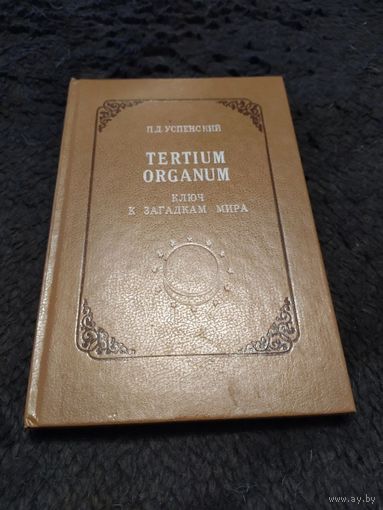 П.Д. УСПЕНСКИЙ
TERTIUM
ORGANUM
КЛЮЧ
К ЗАГАДКАМ МИРА
www.ay.by